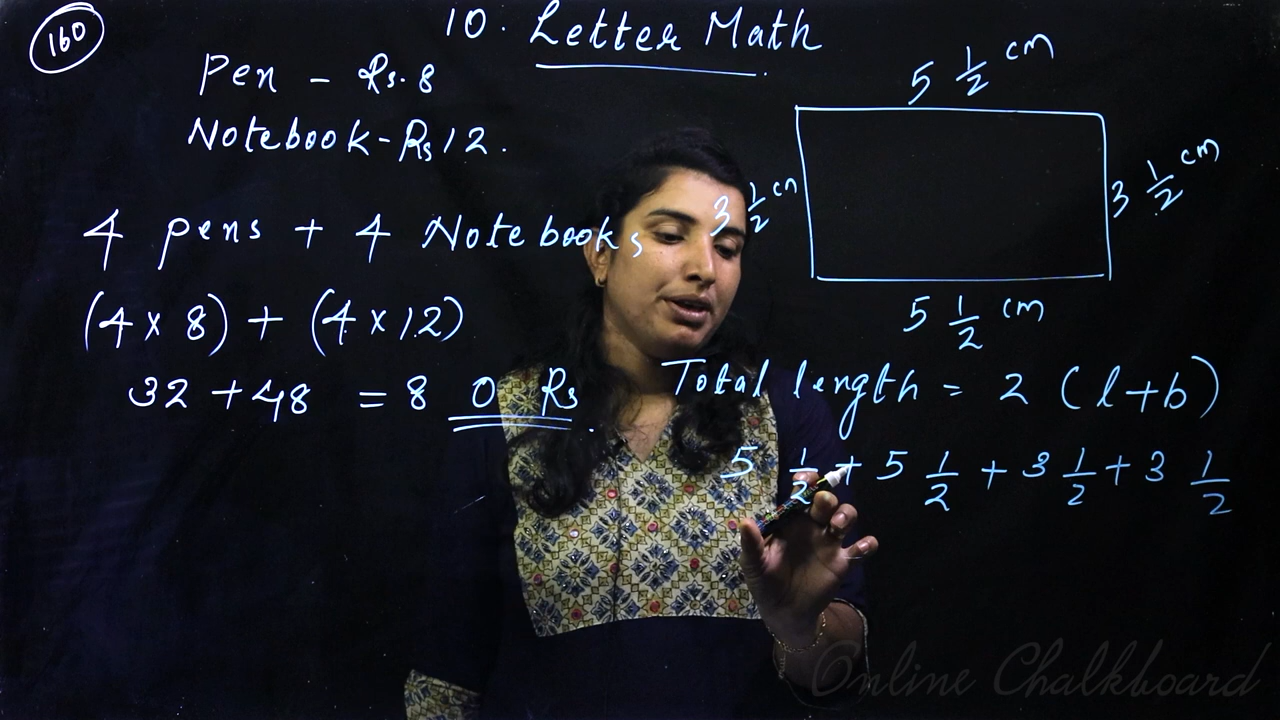 160
10. Letter Math
Pen - Rs. 8
Notebook - Rs 12.
4 pens + 4 Notebooks
(4 × 8) + (4 × 12)
32 + 48 = 80 Rs.
5 1/2 cm
3 1/2 cm
3 1/2 cm
5 1/2 cm
Total length = 2 (l+b)
5 1/2 + 5 1/2 + 3 1/2 + 3 1/2
Online Chalkboard